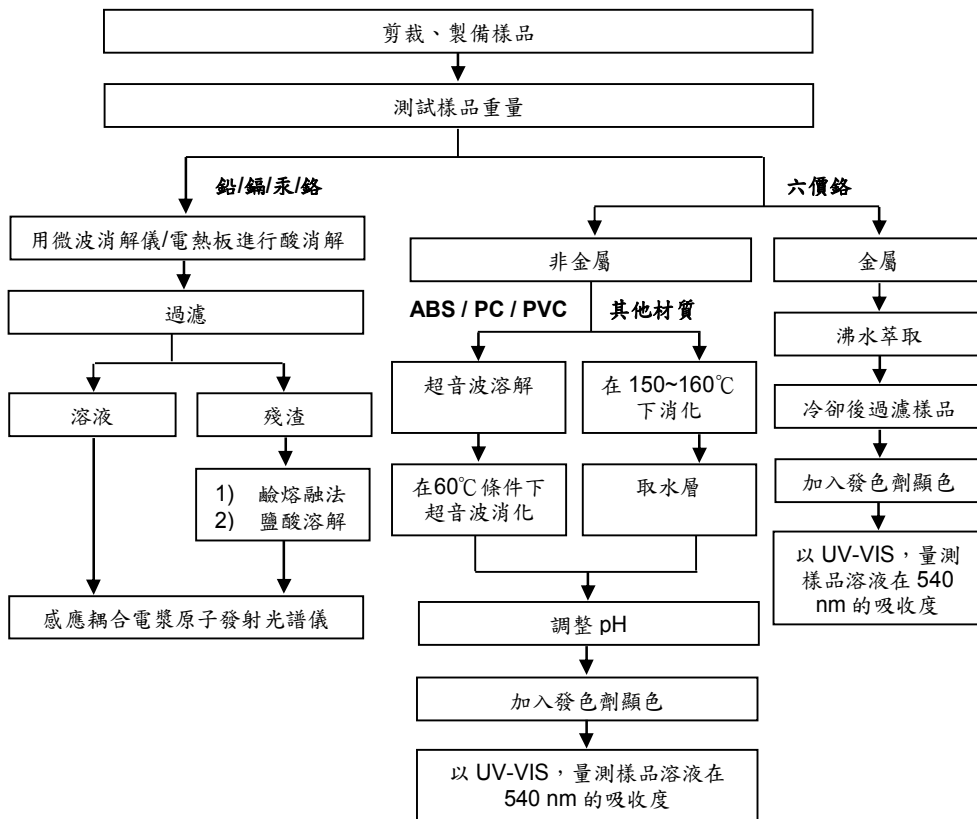 剪裁、製備樣品
測試樣品重量
鉛/鎘/汞/鉻
六價鉻
用微波消解儀/電熱板進行酸消解
非金屬
金屬
過濾
ABS / PC / PVC
其他材質
沸水萃取
溶液
殘渣
超音波溶解
在 150~160℃
下消化
冷卻後過濾樣品
1) 鹼熔融法
2) 鹽酸溶解
在60℃條件下
超音波消化
取水層
加入發色劑顯色
感應耦合電漿原子發射光譜儀
以 UV-VIS,量測
樣品溶液在 540
nm 的吸收度
調整 pH
加入發色劑顯色
以 UV-VIS,量測樣品溶液在
540 nm 的吸收度